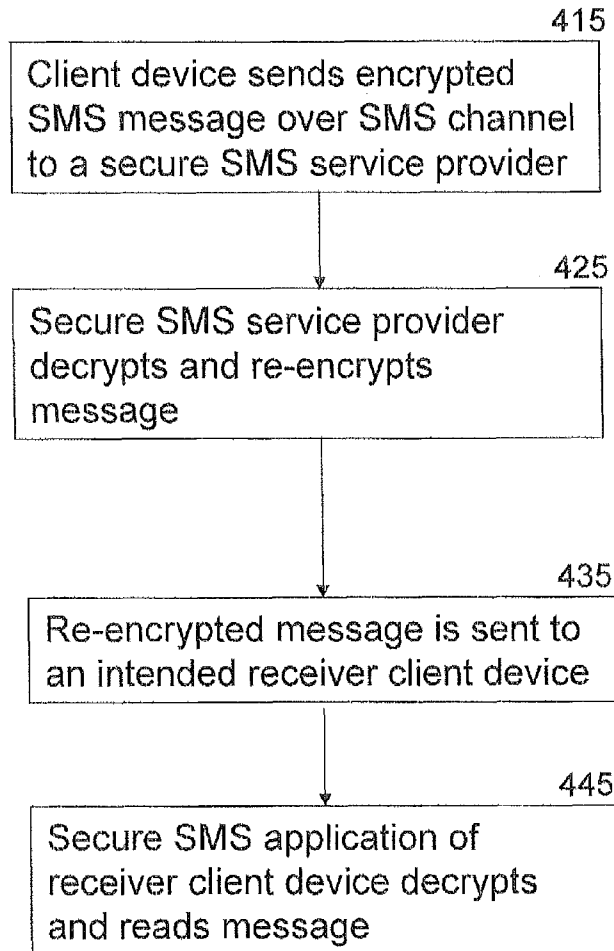 415
Client device sends encrypted
SMS message over SMS channel
to a secure SMS service provider
425
Secure SMS service provider
decrypts and re-encrypts
message
435
Re-encrypted message is sent to
an intended receiver client device
445
Secure SMS application of
receiver client device decrypts
and reads message